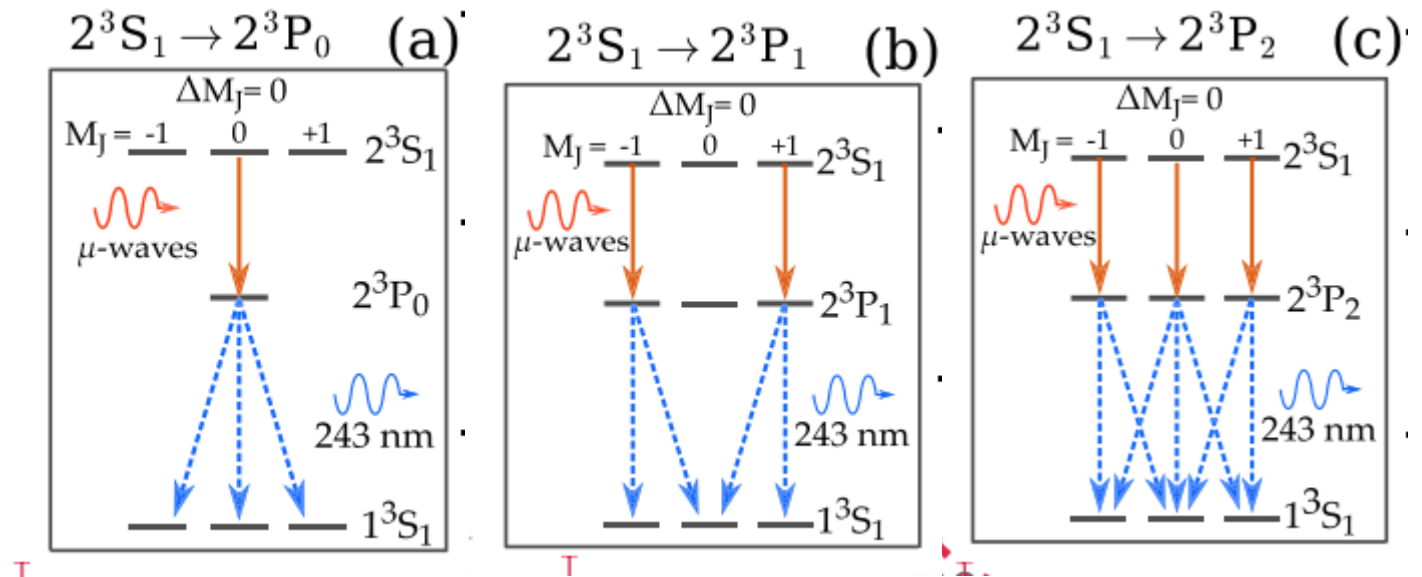 2³S₁ → 2³P₀ (a)
ΔM_J= 0
M_J = -1 0 +1 2³S₁
μ-waves
2³P₀
243 nm
1³S₁
2³S₁ → 2³P₁ (b)
ΔM_J= 0
M_J = -1 0 +1 2³S₁
μ-waves
2³P₁
243 nm
1³S₁
2³S₁ → 2³P₂ (c)
ΔM_J= 0
M_J = -1 0 +1 2³S₁
μ-waves
2³P₂
243 nm
1³S₁